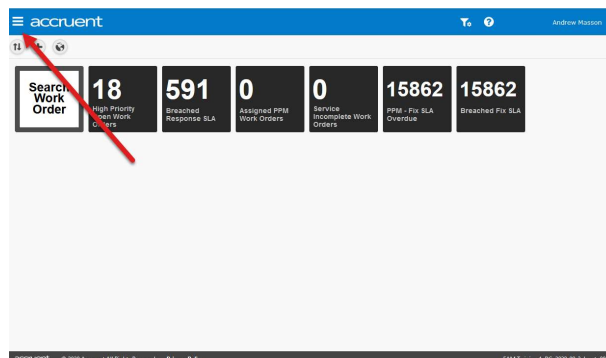 accruent
Andrew Masson
Search
Work
Order
18
High Priority
Open Work
Orders
591
Breached
Response SLA
0
Assigned PPM
Work Orders
0
Service
Incomplete Work
Orders
15862
PPM - Fix SLA
Overdue
15862
Breached Fix SLA
accruent